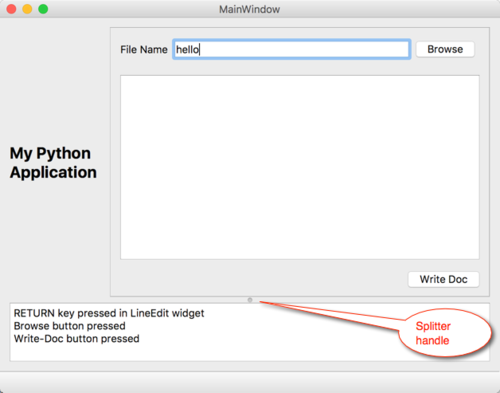 MainWindow
File Name hello Browse
My Python
Application
Write Doc
RETURN key pressed in LineEdit widget
Browse button pressed
Write-Doc button pressed
Splitter
handle